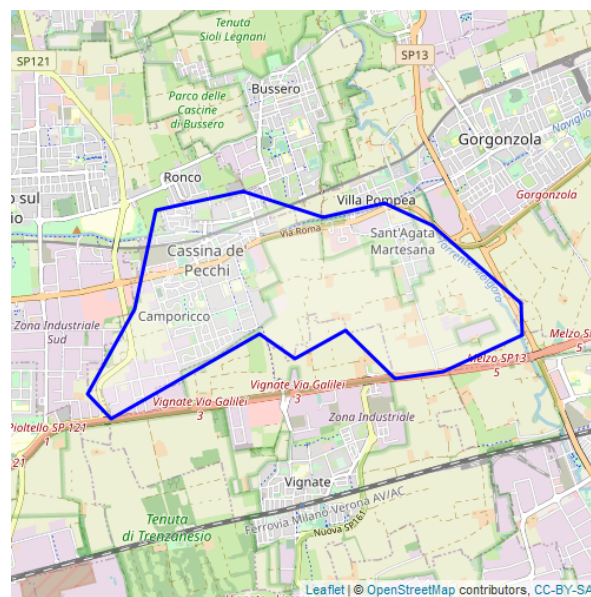 Tenuta
Sioli Legnani
SP13
SP121
Bussero
Parco delle
Cascine
di Bussero
Gorgonzola
Naviglio
Ronco
Villa Pompea
Gorgonzola
o sul
io
Via Roma
Sant'Agata
Martesana
Cassina de'
Pecchi
Torrente Molgora
Camporicco
Zona Industriale
Sud
Melzo SP
5
Melzo SP13
5
Vignate Via Galilei
3
Vignate Via Galilei
3
Zona Industriale
Pioltello SP-121
1
21
Vignate
Tenuta
di Trenzanesio
Ferrovia Milano-Verona AV/AC
Nuova SP161
Leaflet | © OpenStreetMap contributors, CC-BY-SA